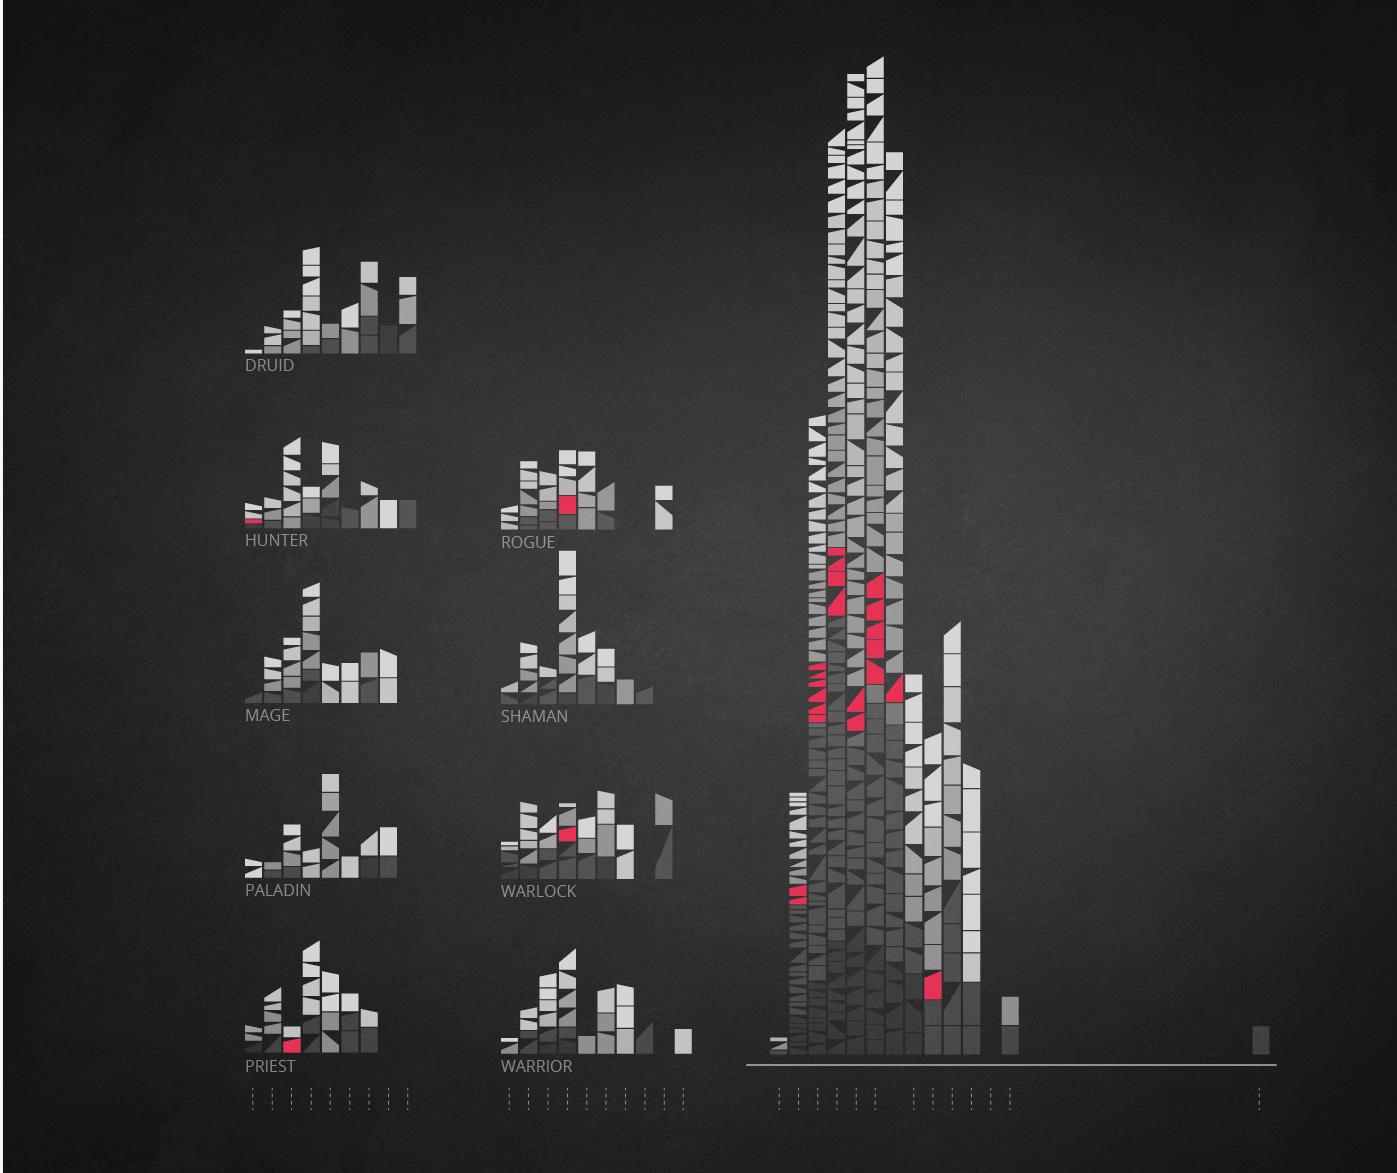 DRUID
HUNTER
ROGUE
MAGE
SHAMAN
PALADIN
WARLOCK
PRIEST
WARRIOR